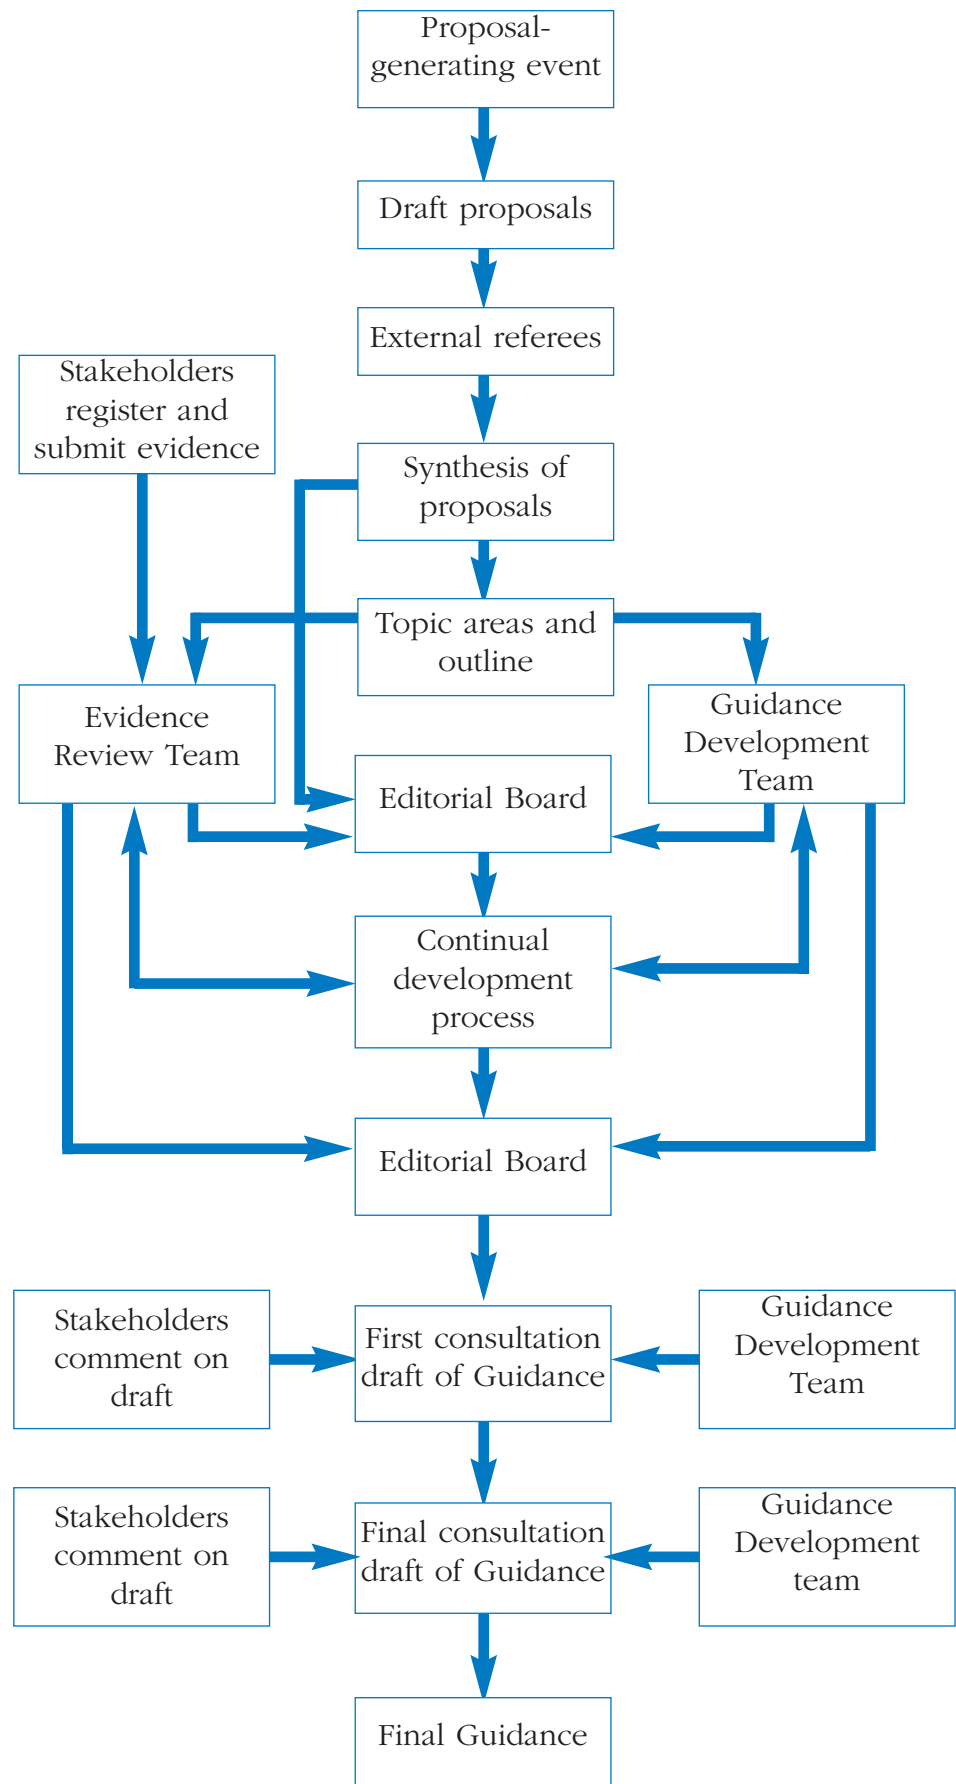 Proposal-
generating event
Draft proposals
External referees
Stakeholders
register and
submit evidence
Synthesis of
proposals
Topic areas and
outline
Evidence
Review Team
Guidance
Development
Team
Editorial Board
Continual
development
process
Editorial Board
Stakeholders
comment on
draft
First consultation
draft of Guidance
Guidance
Development
Team
Stakeholders
comment on
draft
Final consultation
draft of Guidance
Guidance
Development
team
Final Guidance